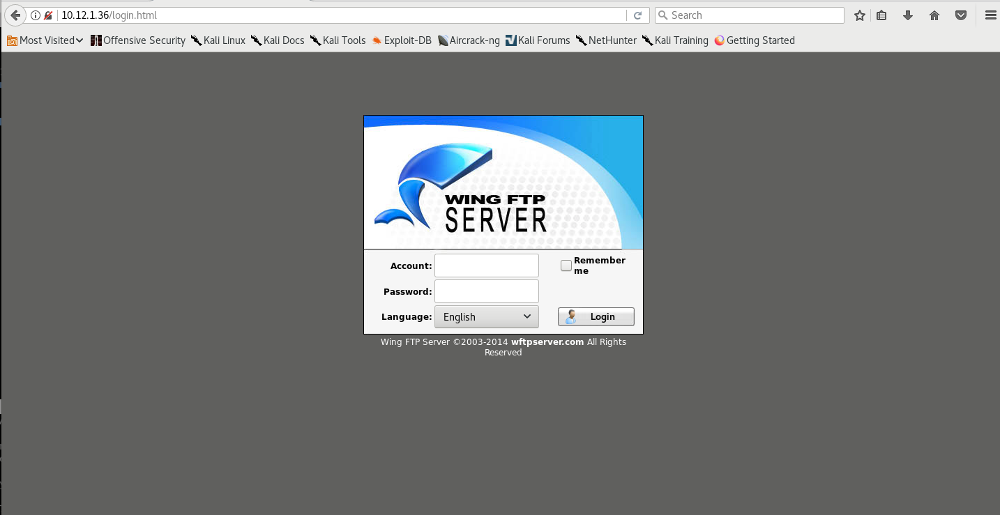 10.12.1.36/login.html Search
Most Visited Offensive Security Kali Linux Kali Docs Kali Tools Exploit-DB Aircrack-ng Kali Forums NetHunter Kali Training Getting Started
WING FTP
SERVER
Account: Remember
me
Password:
Language: English Login
Wing FTP Server ©2003-2014 wftpserver.com All Rights
Reserved